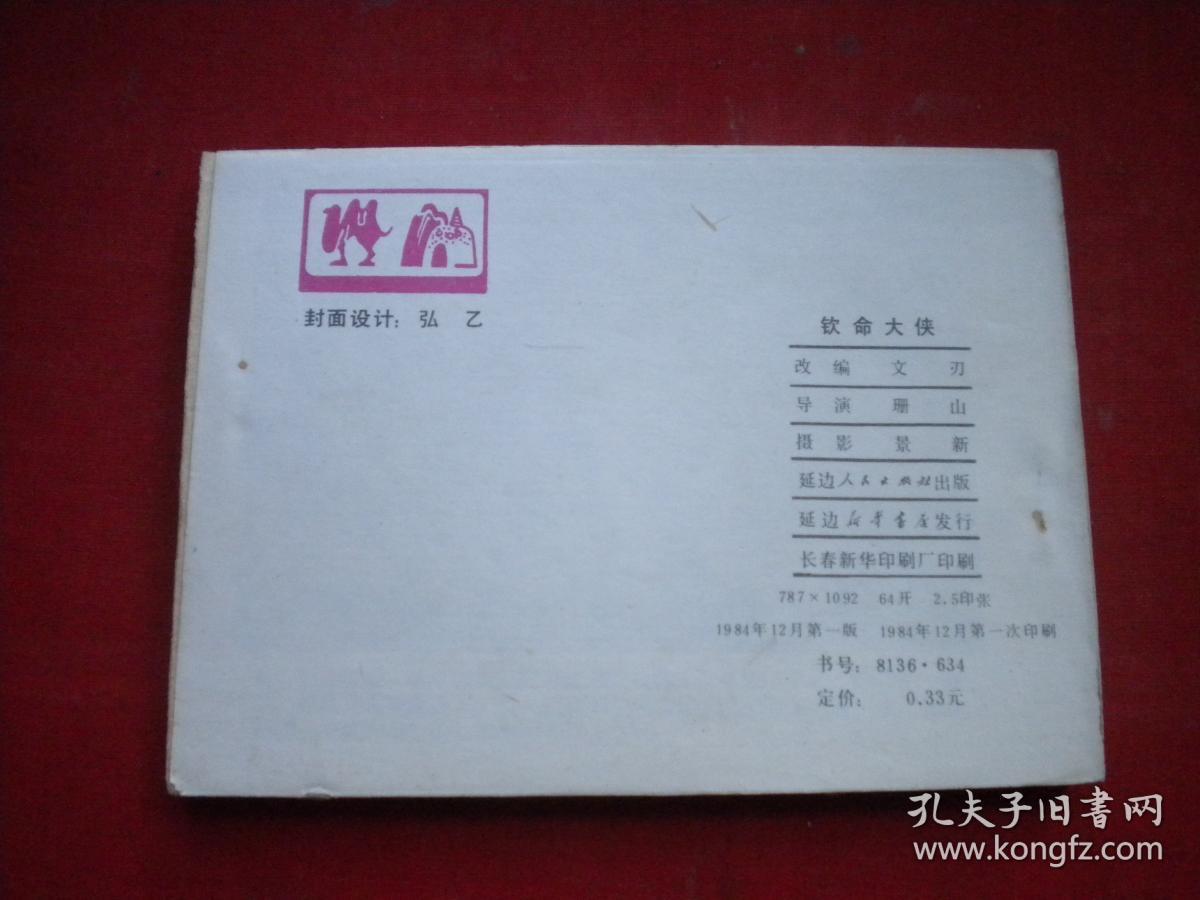 封面设计：弘 乙
钦命大侠
改编 文 刃
导演 珊 山
摄影 景 新
延边人民出版社出版
延边新华书店发行
长春新华印刷厂印刷
787×1092 64开 2.5印张
1984年12月第一版 1984年12月第一次印刷
书号：8136·634
定价： 0.33元
孔夫子旧书网
www.kongfz.com